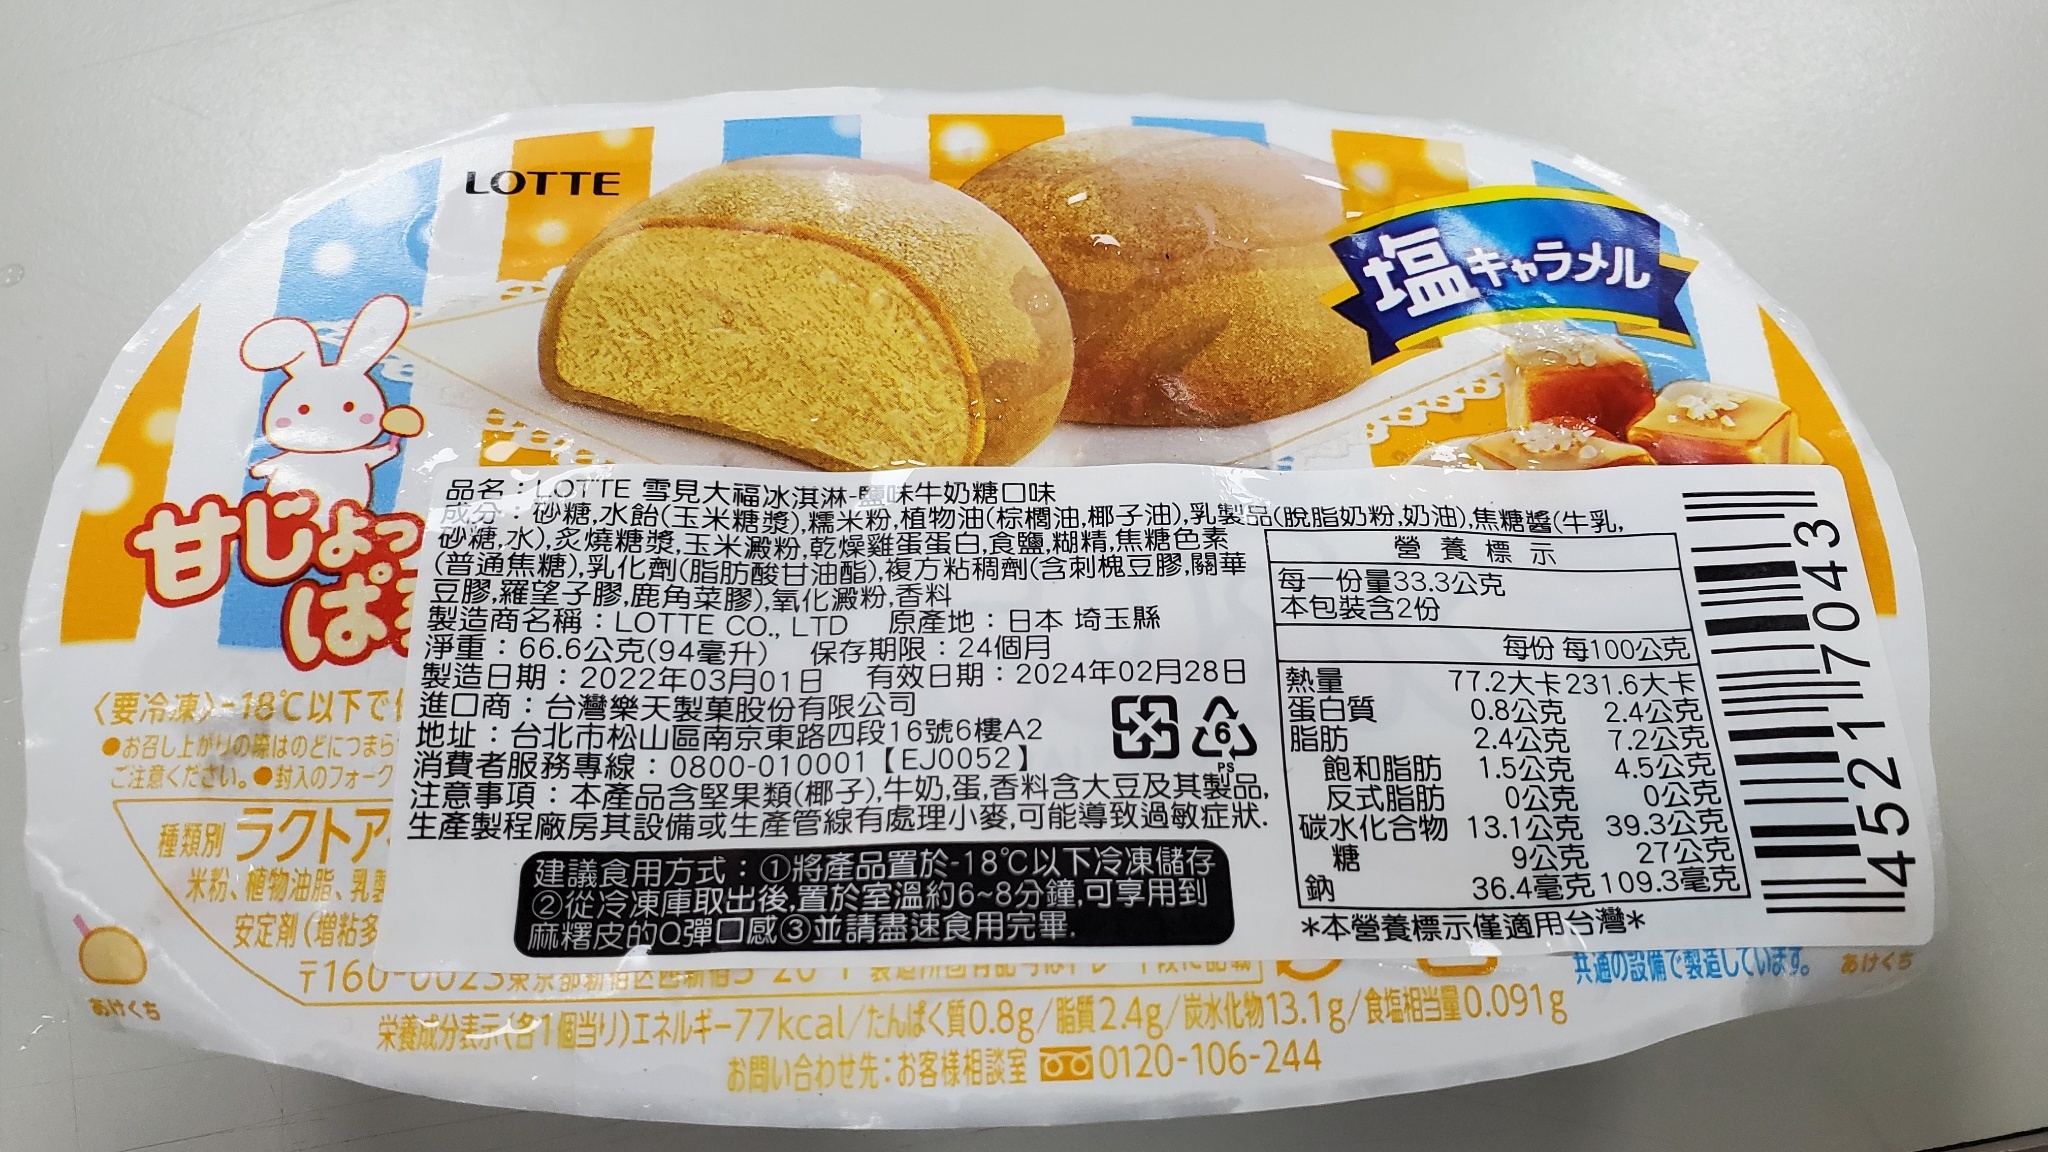 LOTTE
塩キャラメル
甘じょっ
ぱ
品名：LOTTE 雪見大福冰淇淋-鹽味牛奶糖口味
成分：砂糖,水飴(玉米糖漿),糯米粉,植物油(棕櫚油,椰子油),乳製品(脫脂奶粉,奶油),焦糖醬(牛乳,
砂糖,水),炙燒糖漿,玉米澱粉,乾燥雞蛋蛋白,食鹽,糊精,焦糖色素
(普通焦糖),乳化劑(脂肪酸甘油酯),複方粘稠劑(含刺槐豆膠,關華
豆膠,羅望子膠,鹿角菜膠),氧化澱粉,香料
製造商名稱：LOTTE CO., LTD 原產地：日本 埼玉縣
淨重：66.6公克(94毫升) 保存期限：24個月
製造日期：2022年03月01日 有效日期：2024年02月28日
進口商：台灣樂天製菓股份有限公司
地址：台北市松山區南京東路四段16號6樓A2
消費者服務專線：0800-010001【EJ0052】
注意事項：本產品含堅果類(椰子),牛奶,蛋,香料含大豆及其製品,
生產製程廠房其設備或生產管線有處理小麥,可能導致過敏症狀.
建議食用方式：①將產品置於-18℃以下冷凍儲存
②從冷凍庫取出後,置於室溫約6~8分鐘,可享用到
麻糬皮的Q彈口感③並請盡速食用完畢.
6
PS
營養標示
每一份量33.3公克
本包裝含2份
每份 每100公克
熱量 77.2大卡 231.6大卡
蛋白質 0.8公克 2.4公克
脂肪 2.4公克 7.2公克
飽和脂肪 1.5公克 4.5公克
反式脂肪 0公克 0公克
碳水化合物 13.1公克 39.3公克
糖 9公克 27公克
鈉 36.4毫克 109.3毫克
*本營養標示僅適用台灣*
4521 7043
〈要冷凍〉-18℃以下で
●お召し上がりの際はのどにつまら
ご注意ください。●封入のフォーク
種類別 ラクトア
米粉、植物油脂、乳製
安定剤(増粘多
〒160-0023東京都新宿区西新宿3-20-1
共通の設備で製造しています。
あけくち
あけくち
栄養成分表示(各1個当り)エネルギー77kcal/たんぱく質0.8g/脂質2.4g/炭水化物13.1g/食塩相当量0.091g
お問い合わせ先：お客様相談室 0120-106-244